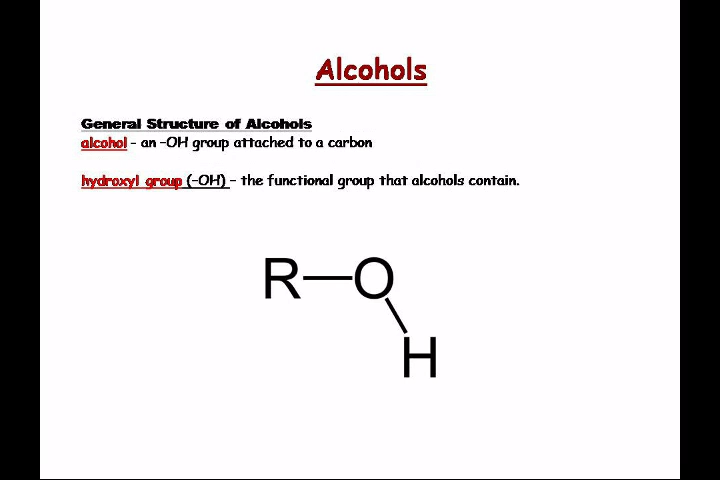 Alcohols
General Structure of Alcohols
alcohol - an -OH group attached to a carbon
hydroxyl group (-OH) - the functional group that alcohols contain.
R—O
H